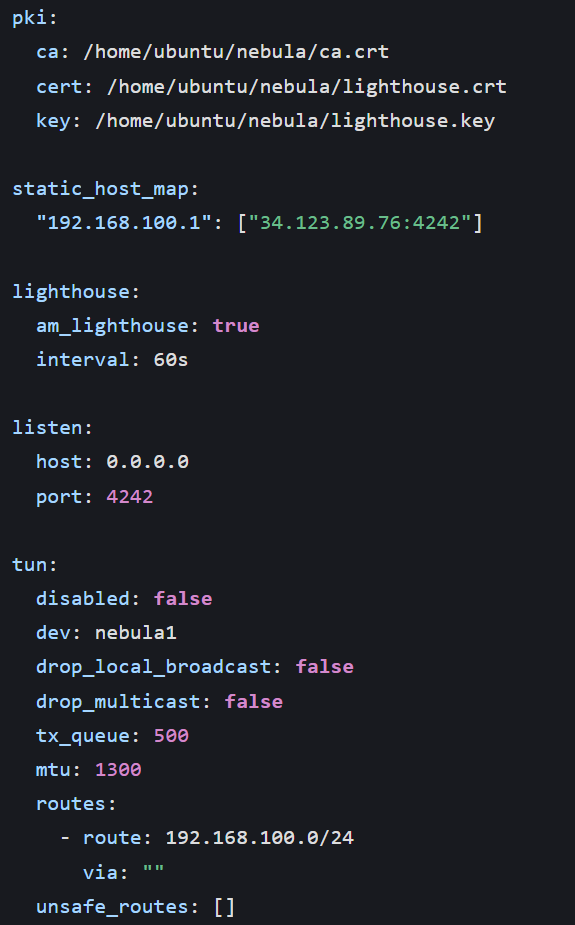 pki:
  ca: /home/ubuntu/nebula/ca.crt
  cert: /home/ubuntu/nebula/lighthouse.crt
  key: /home/ubuntu/nebula/lighthouse.key

static_host_map:
  "192.168.100.1": ["34.123.89.76:4242"]

lighthouse:
  am_lighthouse: true
  interval: 60s

listen:
  host: 0.0.0.0
  port: 4242

tun:
  disabled: false
  dev: nebula1
  drop_local_broadcast: false
  drop_multicast: false
  tx_queue: 500
  mtu: 1300
  routes:
    - route: 192.168.100.0/24
      via: ""
  unsafe_routes: []